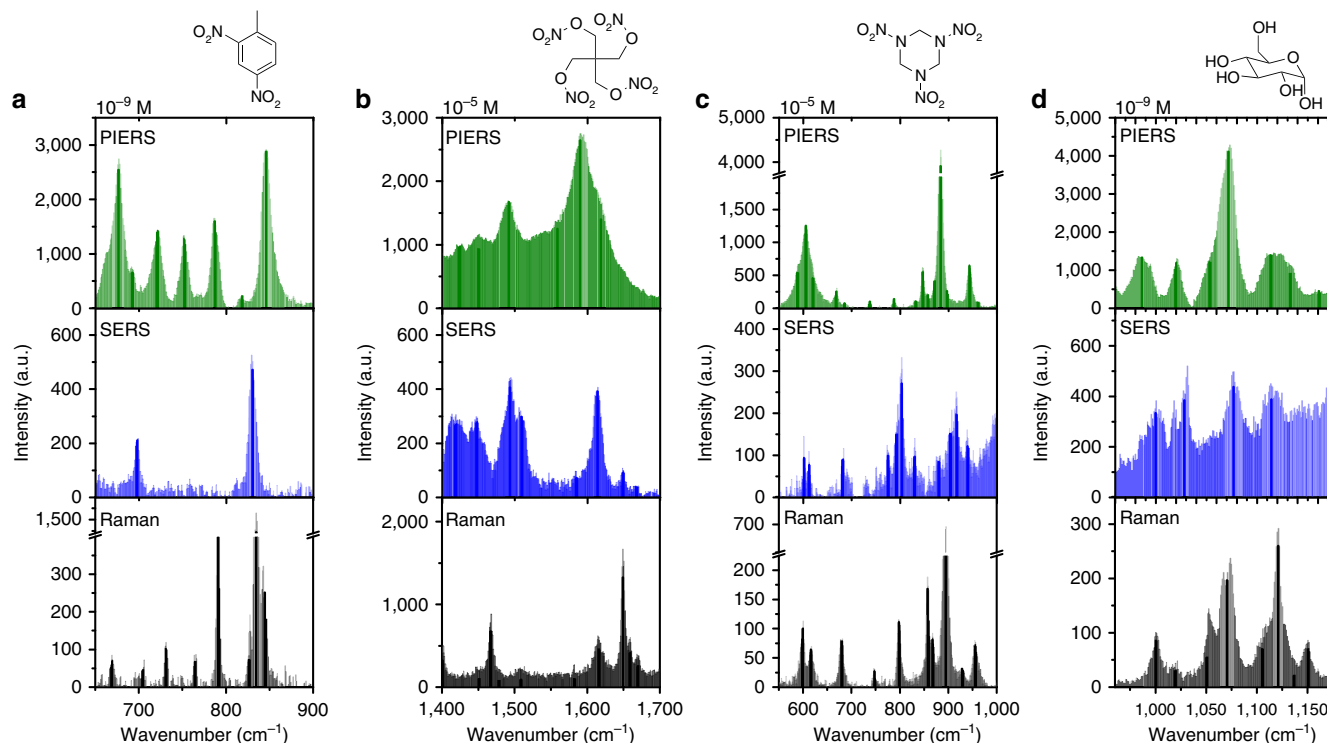 O₂N
NO₂
O₂NO
O₂N
O
O
NO₂
O
NO₂
O₂N
N
N
NO₂
N
NO₂
OH
HO
HO
O
HO
OH
OH
a
10⁻⁹ M
b
10⁻⁵ M
c
10⁻⁵ M
d
10⁻⁹ M
PIERS
PIERS
PIERS
PIERS
3,000
2,000
1,000
0
3,000
2,000
1,000
0
5,000
4,000
1,500
500
0
5,000
4,000
3,000
2,000
1,000
0
SERS
SERS
SERS
SERS
600
400
200
0
600
400
200
0
400
300
200
100
0
600
400
200
0
Intensity (a.u.)
Intensity (a.u.)
Intensity (a.u.)
Intensity (a.u.)
Raman
Raman
Raman
Raman
1,500
300
200
100
0
2,000
1,000
0
700
200
150
100
50
0
300
200
100
0
700
800
900
1,400
1,500
1,600
1,700
600
700
800
900
1,000
1,000
1,050
1,100
1,150
Wavenumber (cm⁻¹)
Wavenumber (cm⁻¹)
Wavenumber (cm⁻¹)
Wavenumber (cm⁻¹)